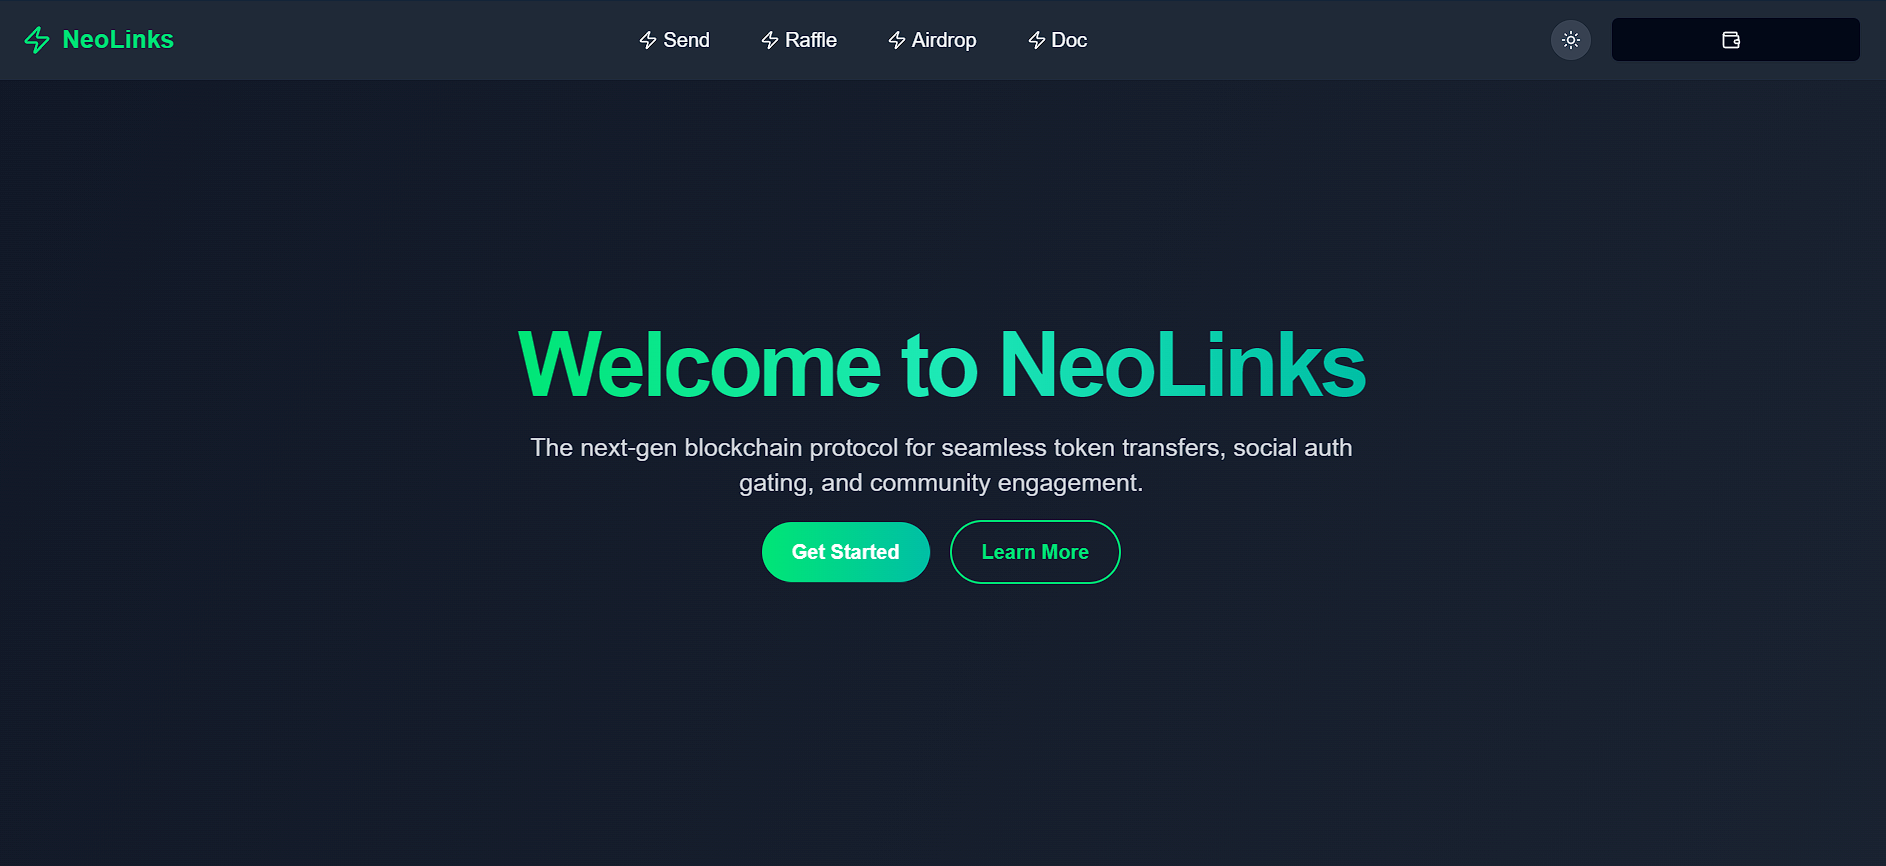 NeoLinks
Send
Raffle
Airdrop
Doc
Welcome to NeoLinks
The next-gen blockchain protocol for seamless token transfers, social auth
gating, and community engagement.
Get Started
Learn More